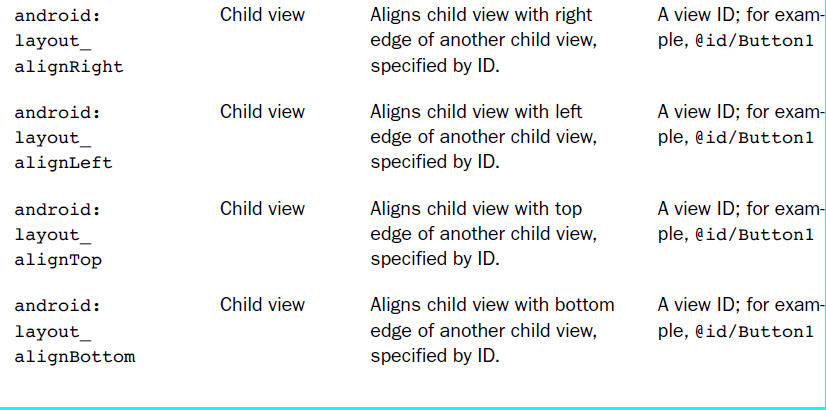 android: Child view Aligns child view with right A view ID; for exam-
layout_ edge of another child view, ple, @id/Button1
alignRight specified by ID.
android: Child view Aligns child view with left A view ID; for exam-
layout_ edge of another child view, ple, @id/Button1
alignLeft specified by ID.
android: Child view Aligns child view with top A view ID; for exam-
layout_ edge of another child view, ple, @id/Button1
alignTop specified by ID.
android: Child view Aligns child view with bottom A view ID; for exam-
layout_ edge of another child view, ple, @id/Button1
alignBottom specified by ID.